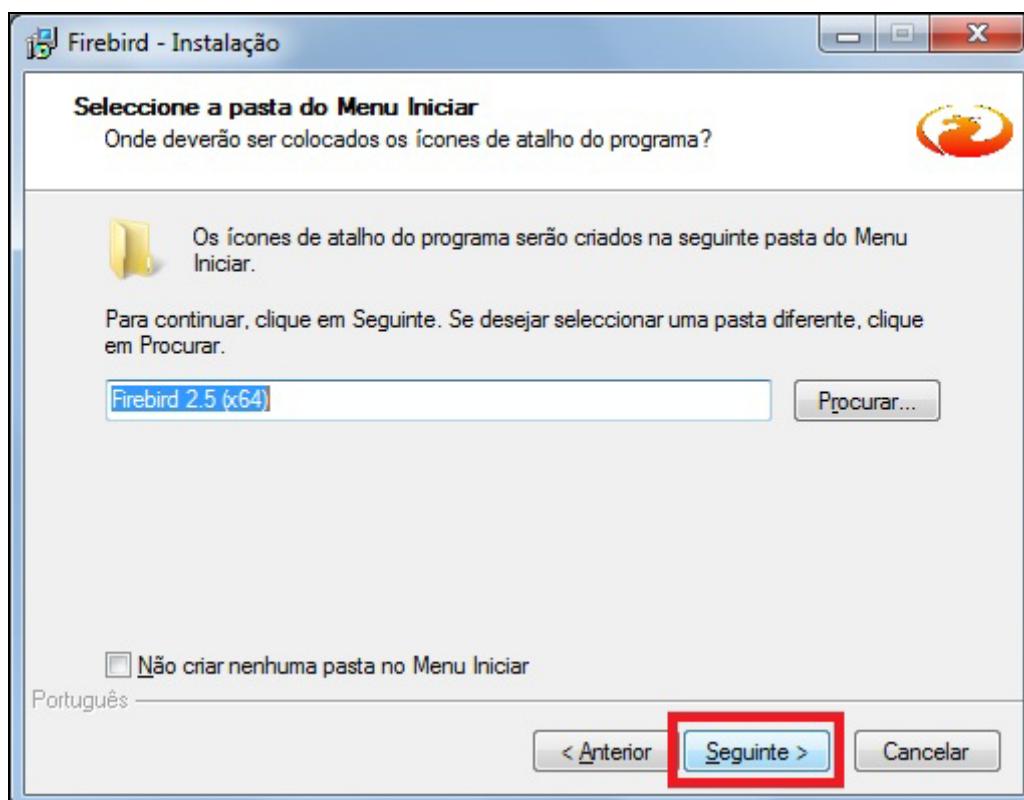 Firebird - Instalação
Seleccione a pasta do Menu Iniciar
Onde deverão ser colocados os ícones de atalho do programa?
Os ícones de atalho do programa serão criados na seguinte pasta do Menu
Iniciar.
Para continuar, clique em Seguinte. Se desejar seleccionar uma pasta diferente, clique
em Procurar.
Firebird 2.5 (x64)
Procurar...
Não criar nenhuma pasta no Menu Iniciar
Português
< Anterior
Seguinte >
Cancelar